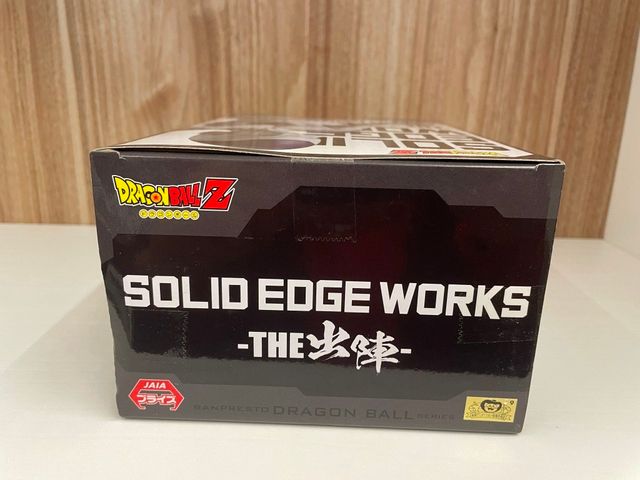 SOLID
DRAGON BALL Z
SOLID EDGE WORKS
-THE出陣-
JAIA
プライズ
BANPRESTO DRAGON BALL SERIES